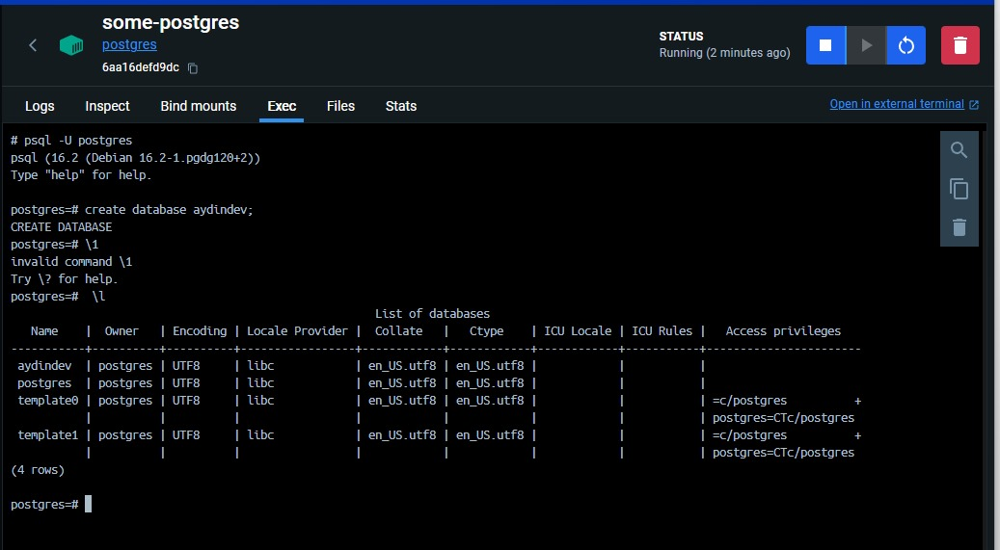 some-postgres
postgres
6aa16defd9dc
STATUS
Running (2 minutes ago)
Logs Inspect Bind mounts Exec Files Stats Open in external terminal
# psql -U postgres
psql (16.2 (Debian 16.2-1.pgdg120+2))
Type "help" for help.
postgres=# create database aydindev;
CREATE DATABASE
postgres=# \1
invalid command \1
Try \? for help.
postgres=#  \l
List of databases
Name | Owner | Encoding | Locale Provider | Collate | Ctype | ICU Locale | ICU Rules | Access privileges
-----------+----------+----------+-----------------+------------+------------+------------+-----------+-----------------------
aydindev | postgres | UTF8 | libc | en_US.utf8 | en_US.utf8 | | |
postgres | postgres | UTF8 | libc | en_US.utf8 | en_US.utf8 | | |
template0 | postgres | UTF8 | libc | en_US.utf8 | en_US.utf8 | | | =c/postgres +
| | | | | | | | postgres=CTc/postgres
template1 | postgres | UTF8 | libc | en_US.utf8 | en_US.utf8 | | | =c/postgres +
| | | | | | | | postgres=CTc/postgres
(4 rows)
postgres=#